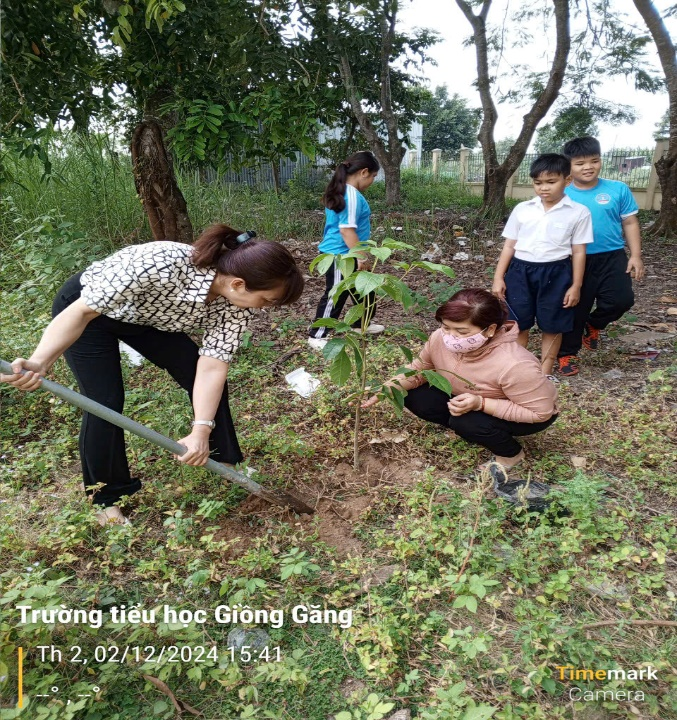 Trường tiểu học Giồng Găng
Th 2, 02/12/2024 15:41
--°, --°
Timemark
Camera